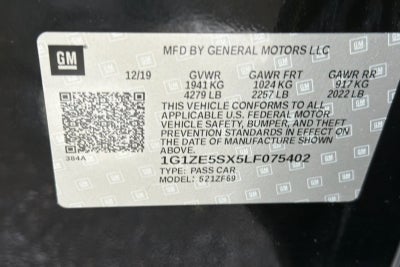 GM
MFD BY GENERAL MOTORS LLC
12/19 GVWR GAWR FRT GAWR RR
1941 KG 1024 KG 917 KG
4279 LB 2257 LB 2022 LB
THIS VEHICLE CONFORMS TO ALL
APPLICABLE U.S. FEDERAL MOTOR
VEHICLE SAFETY, BUMPER, AND THEFT
PREVENTION STANDARDS IN EFFECT ON
THE DATE OF MANUFACTURE SHOWN
ABOVE.
384A
1G1ZE5SX5LF075402
TYPE: PASS CAR
MODEL: 521ZF69